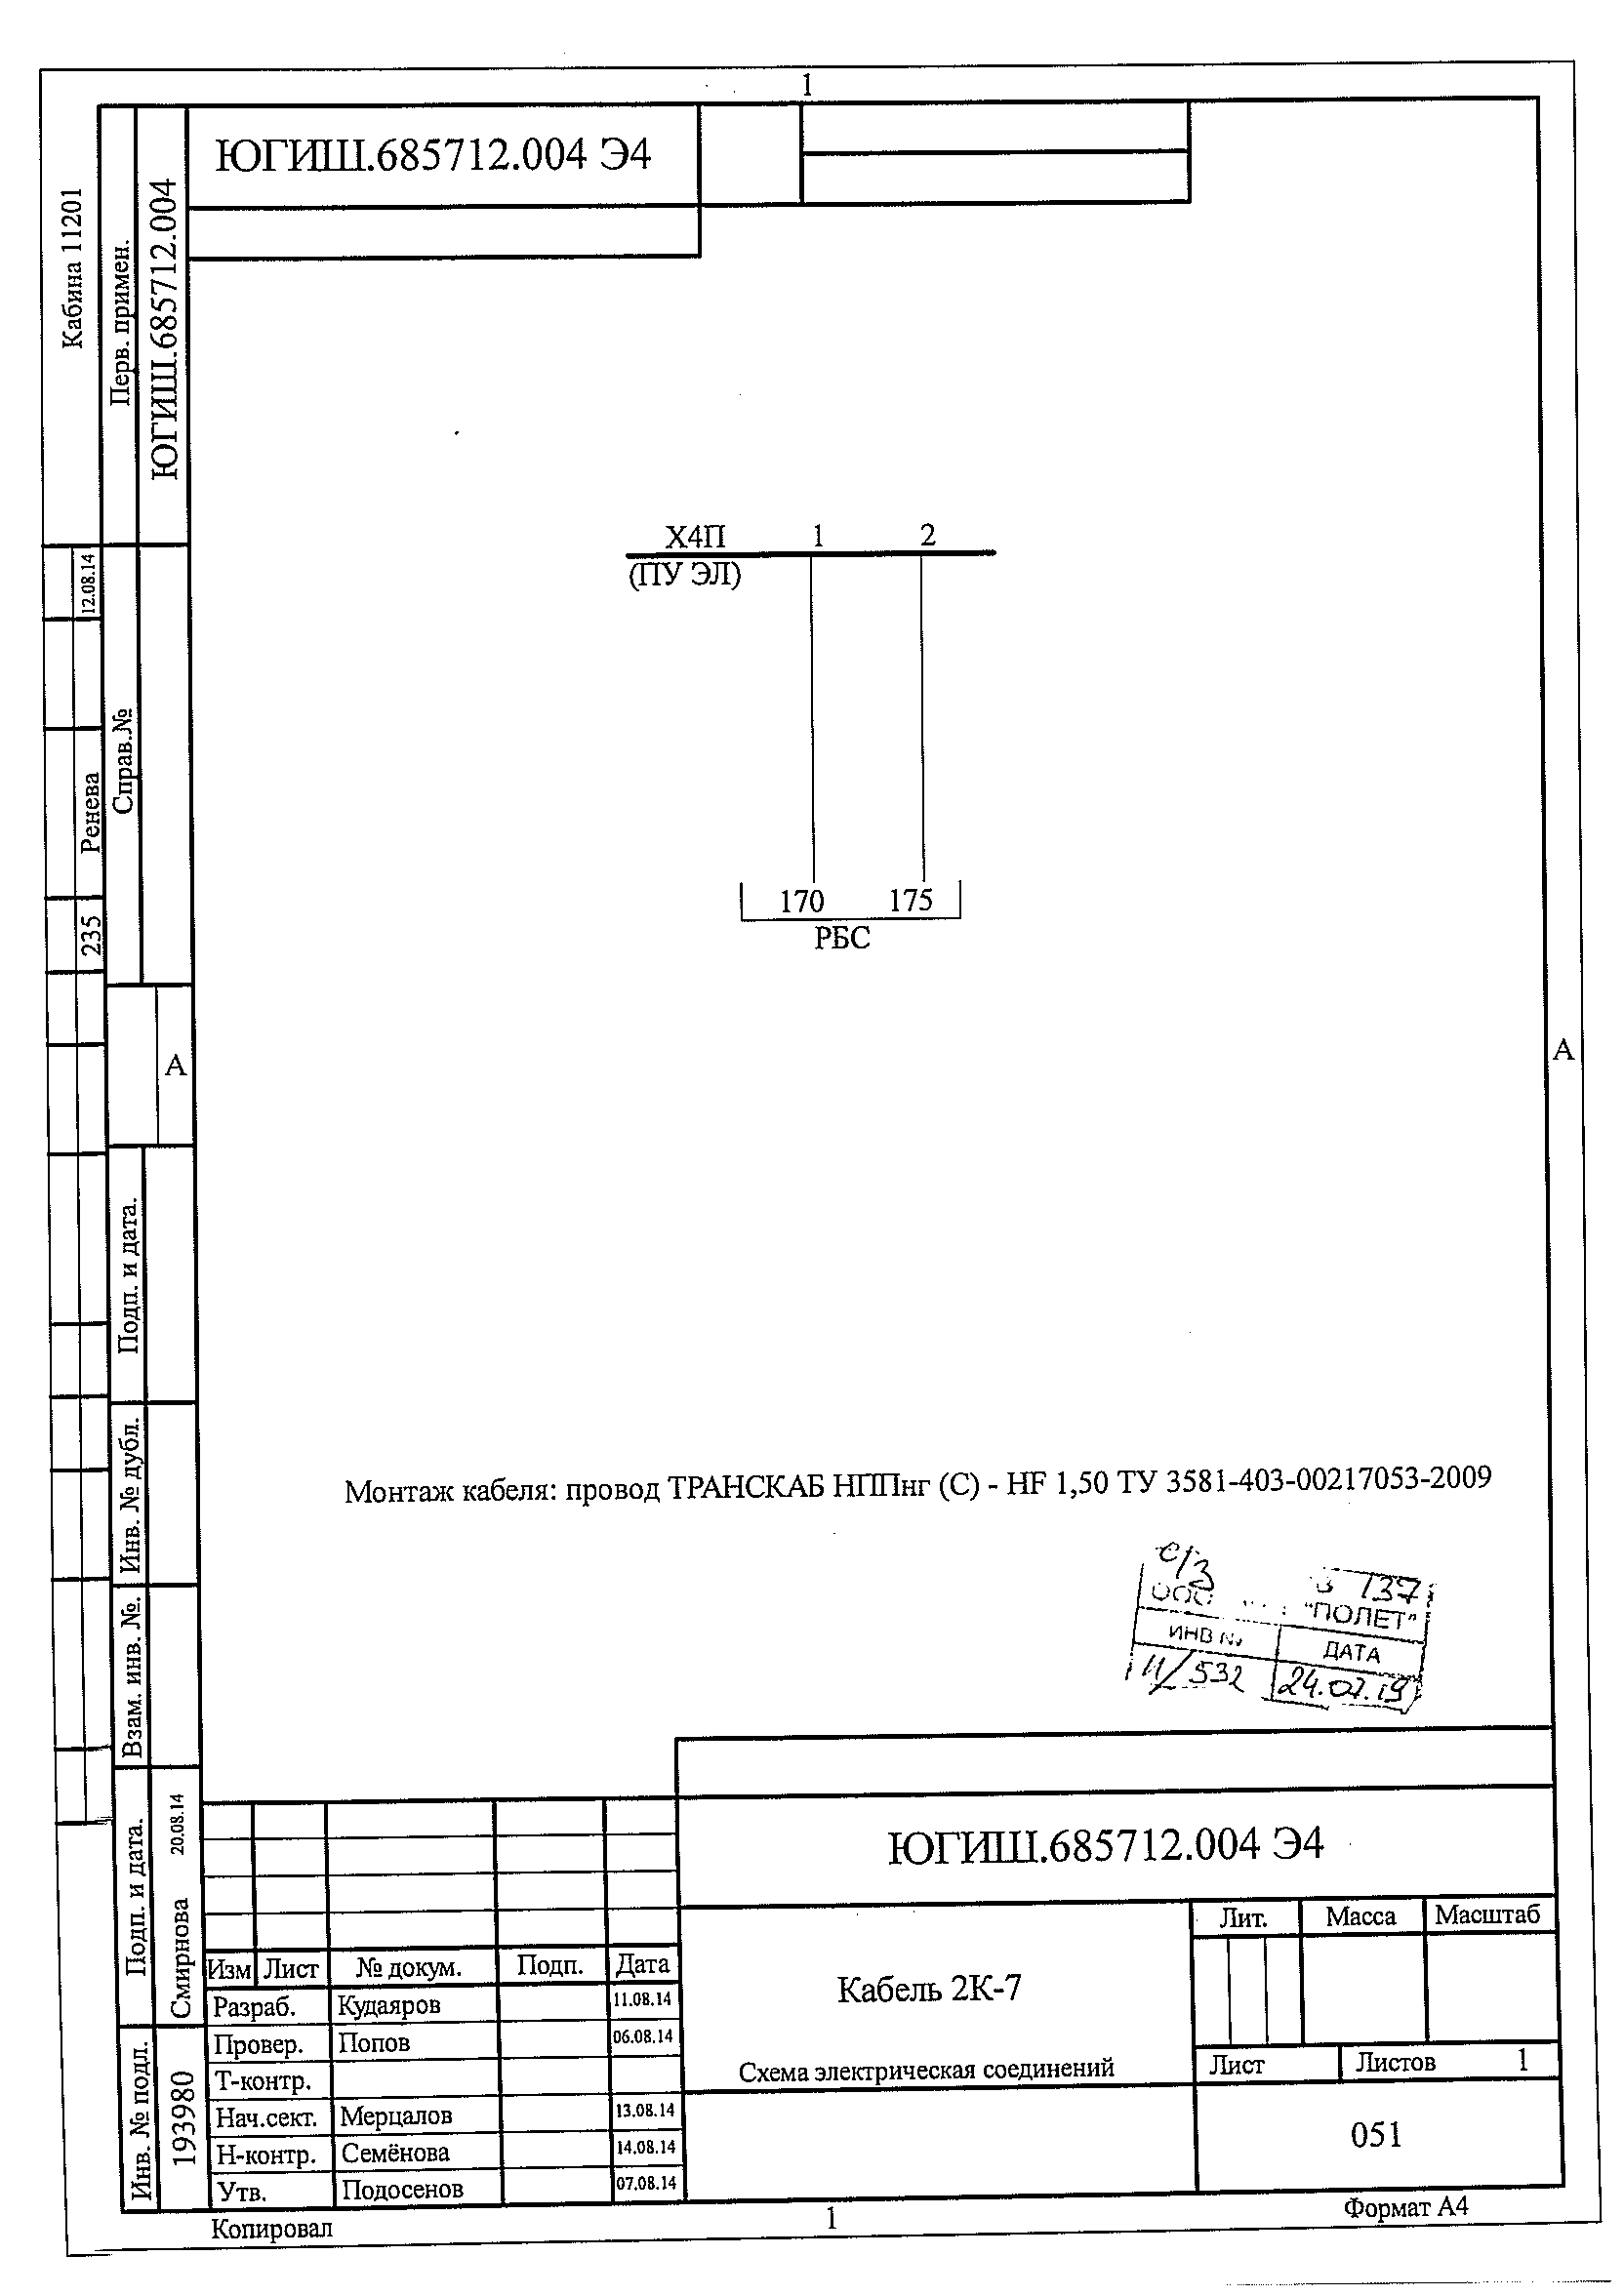 1
ЮГИШ.685712.004 Э4
Кабина 11201
Перв. примен.
ЮГИШ.685712.004
12.08.14
Ренева
235
Справ.№
А
А
Х4П 1 2
(ПУ ЭЛ)
170 175
РБС
Подп. и дата.
Инв. № дубл.
Взам. инв. №.
Подп. и дата.
Смирнова 20.08.14
Инв. № подл.
193980
Монтаж кабеля: провод ТРАНСКАБ НППнг (С) - HF 1,50 ТУ 3581-403-00217053-2009
с/з 137
ООО "ПОЛЕТ"
ИНВ № ДАТА
11/532 24.07.19
ЮГИШ.685712.004 Э4
Изм Лист № докум. Подп. Дата
Разраб. Кудаяров 11.08.14
Провер. Попов 06.08.14
Т-контр.
Нач.сект. Мерцалов 13.08.14
Н-контр. Семёнова 14.08.14
Утв. Подосенов 07.08.14
Кабель 2К-7
Схема электрическая соединений
Лит. Масса Масштаб
Лист Листов 1
051
Копировал
1
Формат А4